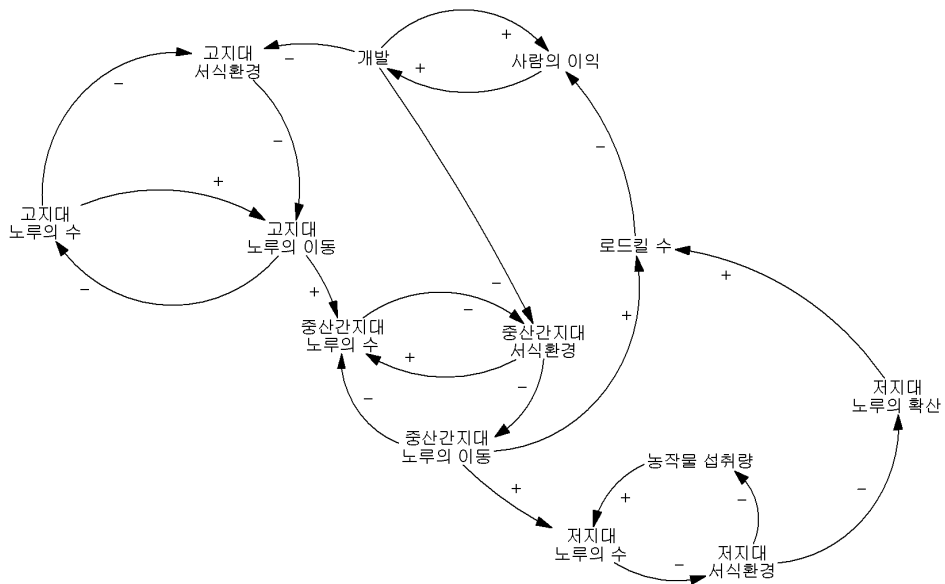 고지대
서식환경
개발
사람의 이익
+
+
−
−
−
−
+
고지대
노루의 수
고지대
노루의 이동
로드킬 수
−
+
+
−
−
중산간지대
노루의 수
중산간지대
서식환경
+
+
−
−
저지대
노루의 확산
중산간지대
노루의 이동
농작물 섭취량
+
+
−
−
저지대
노루의 수
−
저지대
서식환경